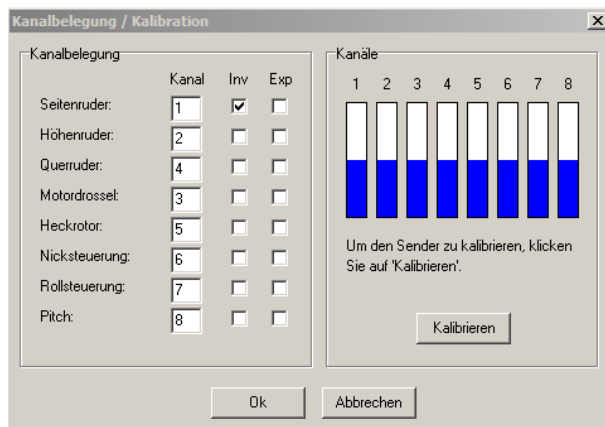 Kanalbelegung / Kalibration
Kanalbelegung
Kanal Inv Exp
Seitenruder: 1
Höhenruder: 2
Querruder: 4
Motordrossel: 3
Heckrotor: 5
Nicksteuerung: 6
Rollsteuerung: 7
Pitch: 8
Kanäle
1 2 3 4 5 6 7 8
Um den Sender zu kalibrieren, klicken
Sie auf 'Kalibrieren'.
Kalibrieren
Ok Abbrechen